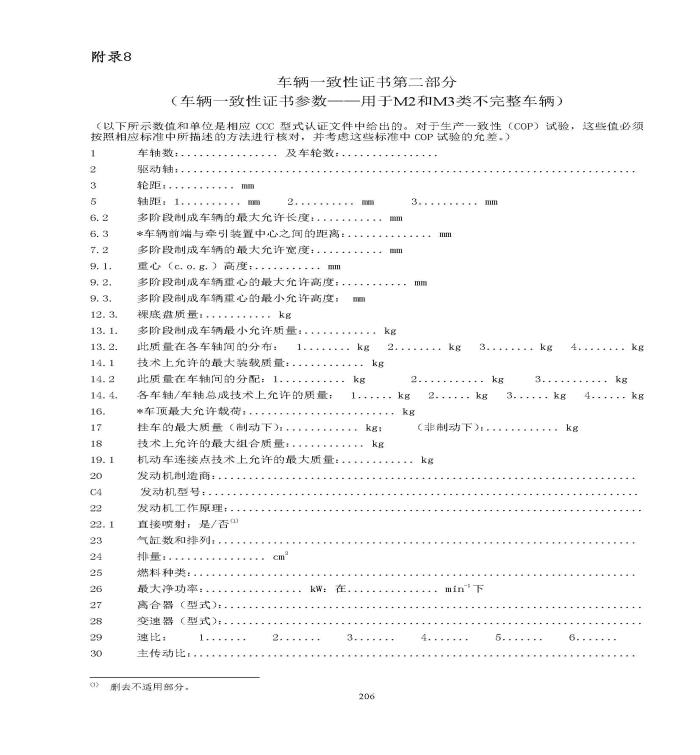 附录8
车辆一致性证书第二部分
（车辆一致性证书参数——用于M2和M3类不完整车辆）
（以下所示数值和单位是相应 CCC 型式认证文件中给出的。对于生产一致性（COP）试验，这些值必须
按照相应标准中所描述的方法进行核对，并考虑这些标准中 COP 试验的允差。）
1 车轴数:................ 及车轮数:................
2 驱动轴:...........................................................................
3 轮距:........... mm
5 轴距: 1.......... mm 2.......... mm 3.......... mm
6.2 多阶段制成车辆的最大允许长度:........... mm
6.3 *车辆前端与牵引装置中心之间的距离:.............. mm
7.2 多阶段制成车辆的最大允许宽度:........... mm
9.1. 重心（c.o.g.）高度:........... mm
9.2. 多阶段制成车辆重心的最大允许高度:........... mm
9.3. 多阶段制成车辆重心的最小允许高度: mm
12.3. 裸底盘质量:........... kg
13.1. 多阶段制成车辆最小允许质量:............ kg
13.2. 此质量在各车轴间的分布: 1........ kg 2........ kg 3........ kg 4........ kg
14.1 技术上允许的最大装载质量:............ kg
14.2 此质量在车轴间的分配: 1........... kg 2........... kg 3........... kg
14.4. 各车轴/车轴总成技术上允许的质量: 1...... kg 2...... kg 3...... kg 4...... kg
16. *车顶最大允许载荷:........................ kg
17 挂车的最大质量（制动下）:............ kg; （非制动下）:............ kg
18 技术上允许的最大组合质量:............ kg
19.1 机动车连接点技术上允许的最大质量:............ kg
20 发动机制造商:.....................................................................
C4 发动机型号:.......................................................................
22 发动机工作原理:...................................................................
22.1 直接喷射: 是/否⁽¹⁾
23 气缸数和排列:.....................................................................
24 排量:................ cm³
25 燃料种类:.........................................................................
26 最大净功率:................ kW: 在............... min⁻¹下
27 离合器（型式）:....................................................................
28 变速器（型式）:....................................................................
29 速比: 1....... 2....... 3....... 4....... 5....... 6.......
30 主传动比:.........................................................................
⁽¹⁾ 删去不适用部分。
206